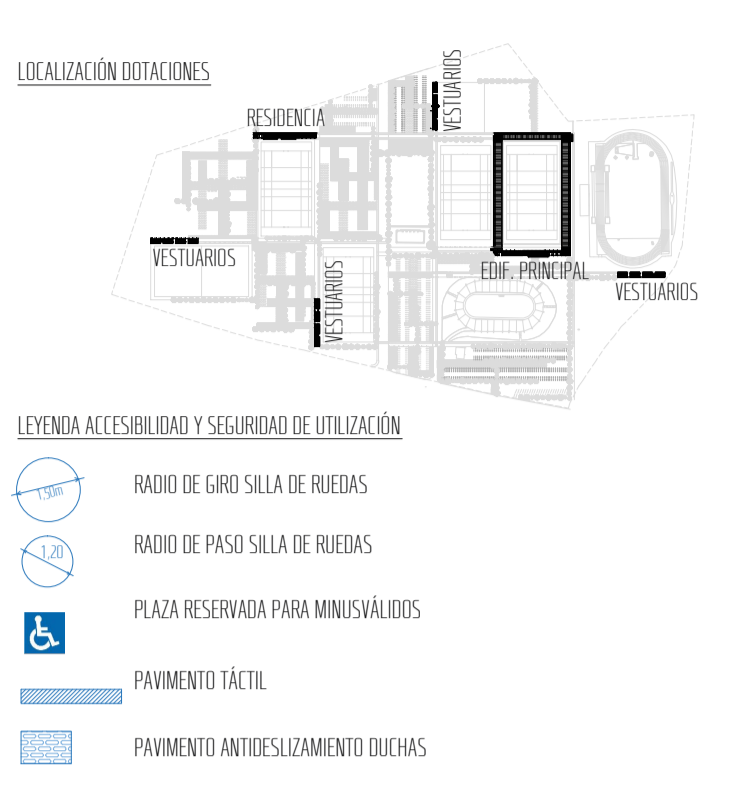 LOCALIZACIÓN DOTACIONES
VESTUARIOS
RESIDENCIA
VESTUARIOS
VESTUARIOS
EDIF. PRINCIPAL
VESTUARIOS
LEYENDA ACCESIBILIDAD Y SEGURIDAD DE UTILIZACIÓN
1,50m
RADIO DE GIRO SILLA DE RUEDAS
1,20
RADIO DE PASO SILLA DE RUEDAS
PLAZA RESERVADA PARA MINUSVÁLIDOS
PAVIMENTO TÁCTIL
PAVIMENTO ANTIDESLIZAMIENTO DUCHAS